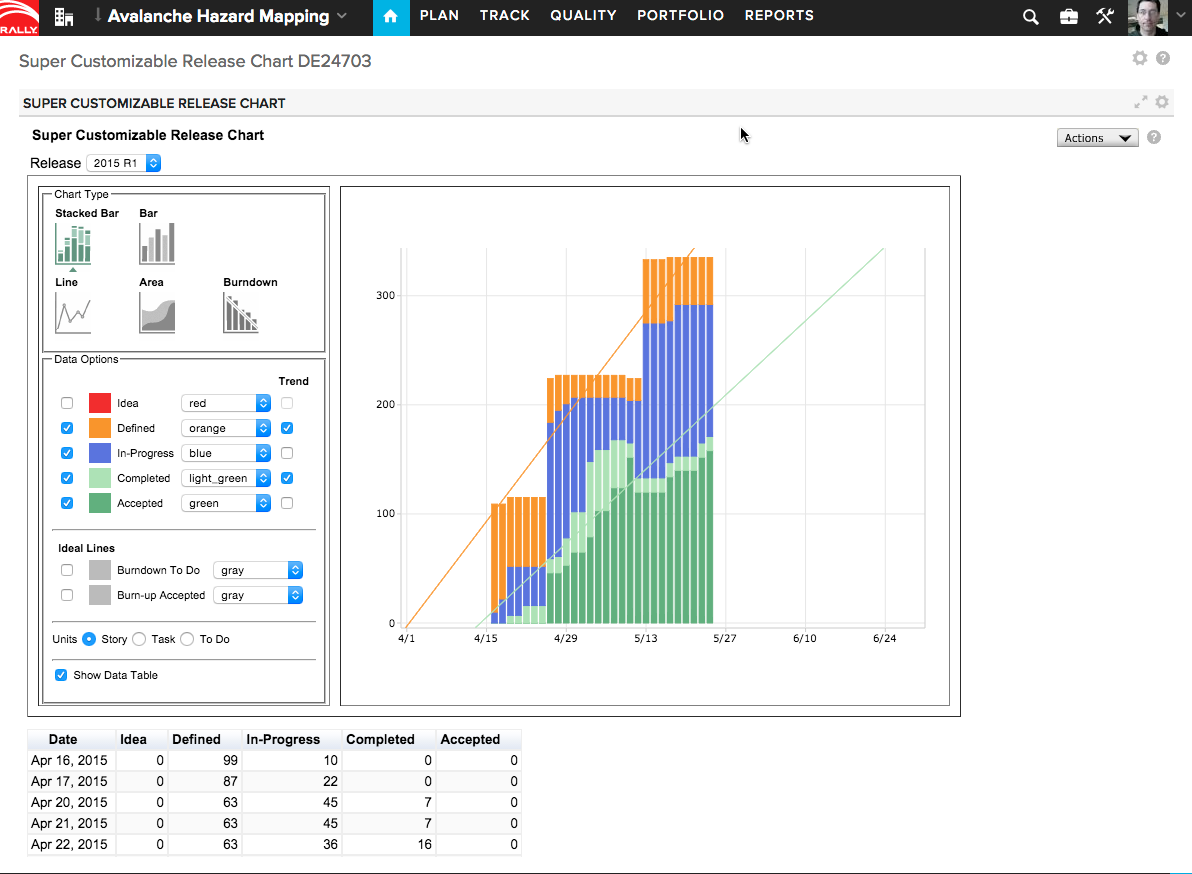 RALLY
Avalanche Hazard Mapping
PLAN TRACK QUALITY PORTFOLIO REPORTS
Super Customizable Release Chart DE24703
SUPER CUSTOMIZABLE RELEASE CHART
Super Customizable Release Chart
Actions
Release 2015 R1
Chart Type
Stacked Bar Bar
Line Area Burndown
Data Options
Trend
Idea red
Defined orange
In-Progress blue
Completed light_green
Accepted green
Ideal Lines
Burndown To Do gray
Burn-up Accepted gray
Units Story Task To Do
Show Data Table
300
200
100
0
4/1 4/15 4/29 5/13 5/27 6/10 6/24
Date Idea Defined In-Progress Completed Accepted
Apr 16, 2015 0 99 10 0 0
Apr 17, 2015 0 87 22 0 0
Apr 20, 2015 0 63 45 7 0
Apr 21, 2015 0 63 45 7 0
Apr 22, 2015 0 63 36 16 0